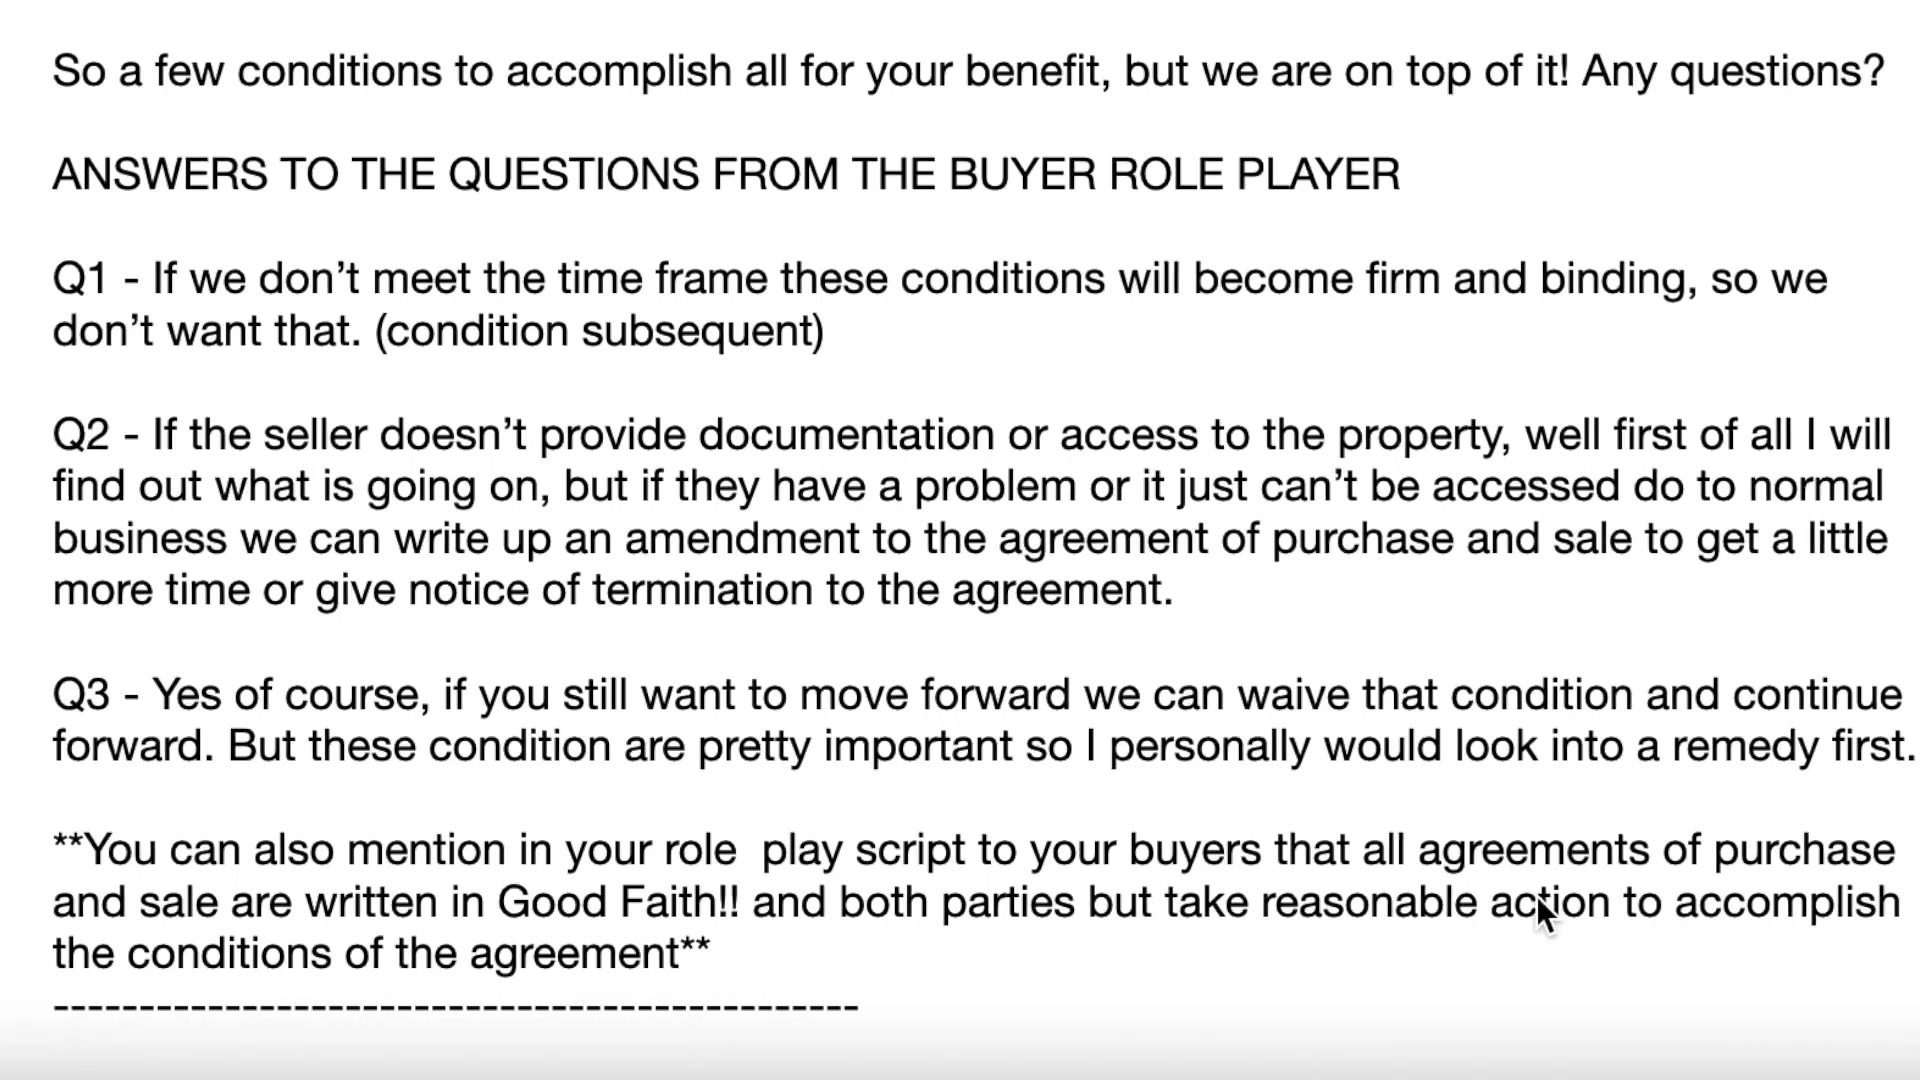 So a few conditions to accomplish all for your benefit, but we are on top of it! Any questions?
ANSWERS TO THE QUESTIONS FROM THE BUYER ROLE PLAYER
Q1 - If we don’t meet the time frame these conditions will become firm and binding, so we
don’t want that. (condition subsequent)
Q2 - If the seller doesn’t provide documentation or access to the property, well first of all I will
find out what is going on, but if they have a problem or it just can’t be accessed do to normal
business we can write up an amendment to the agreement of purchase and sale to get a little
more time or give notice of termination to the agreement.
Q3 - Yes of course, if you still want to move forward we can waive that condition and continue
forward. But these condition are pretty important so I personally would look into a remedy first.
**You can also mention in your role  play script to your buyers that all agreements of purchase
and sale are written in Good Faith!! and both parties but take reasonable action to accomplish
the conditions of the agreement**
-----------------------------------------------